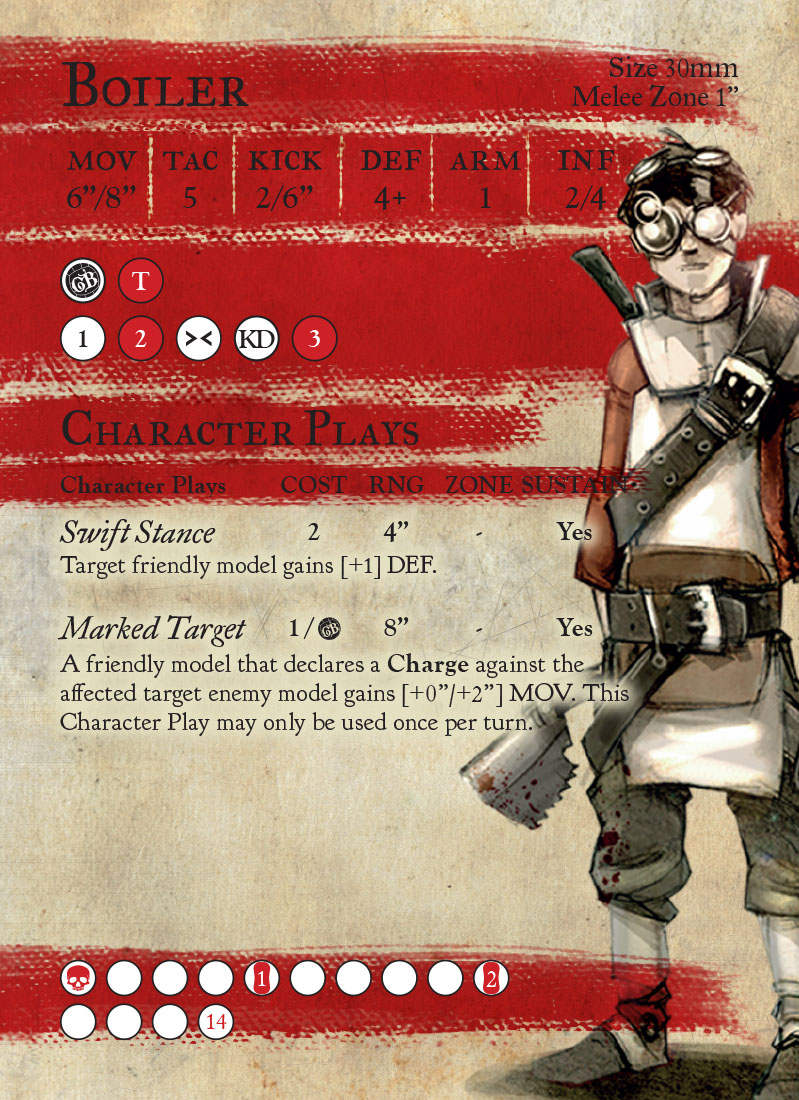 Boiler
Size 30mm
Melee Zone 1”
MOV TAC KICK DEF ARM INF
6”/8” 5 2/6” 4+ 1 2/4
GB T
1 2 >< KD 3
Character Plays
Character Plays COST RNG ZONE SUSTAIN
Swift Stance 2 4” - Yes
Target friendly model gains [+1] DEF.
Marked Target 1/GB 8” - Yes
A friendly model that declares a Charge against the
affected target enemy model gains [+0”/+2”] MOV. This
Character Play may only be used once per turn.
1 2
14